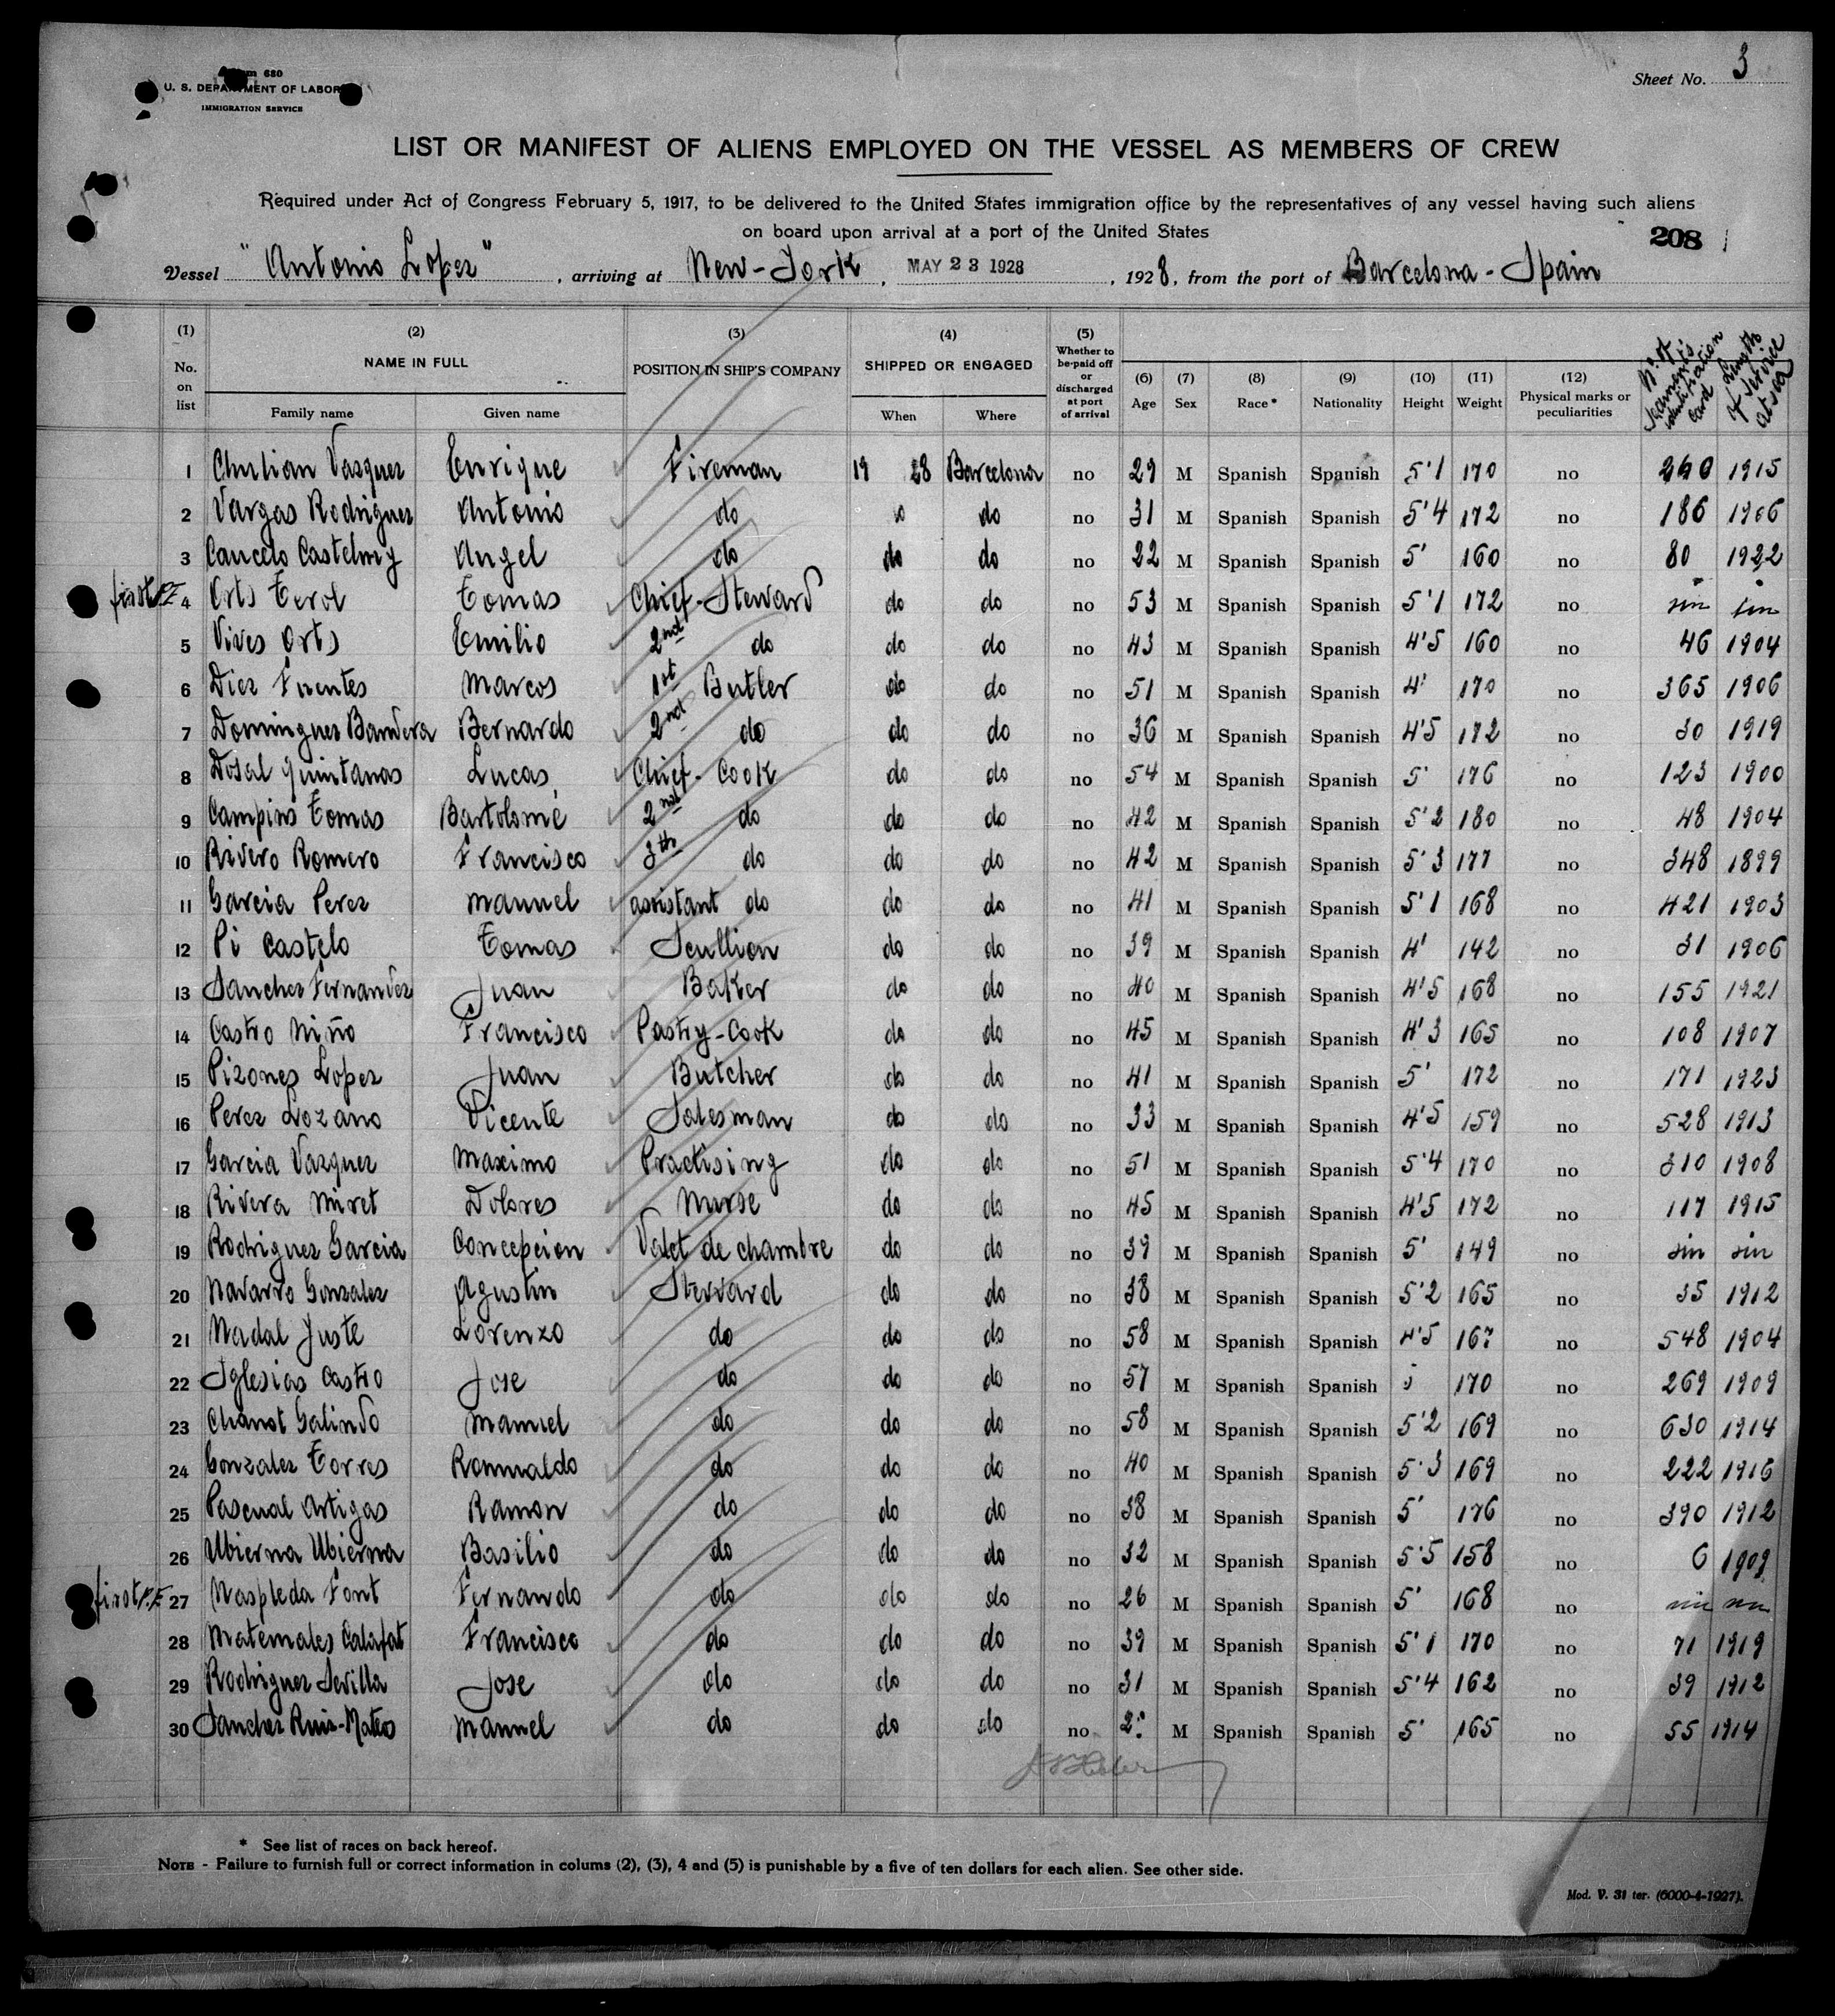 Form 680
U. S. DEPARTMENT OF LABOR
IMMIGRATION SERVICE
Sheet No. 3
LIST OR MANIFEST OF ALIENS EMPLOYED ON THE VESSEL AS MEMBERS OF CREW
Required under Act of Congress February 5, 1917, to be delivered to the United States immigration office by the representatives of any vessel having such aliens
on board upon arrival at a port of the United States
208
Vessel "Antonio Lopez", arriving at New-York, MAY 23 1928, 1928, from the port of Barcelona - Spain
(1) No. on list (2) NAME IN FULL Family name Given name (3) POSITION IN SHIP'S COMPANY (4) SHIPPED OR ENGAGED When Where (5) Whether to be paid off or discharged at port of arrival (6) Age (7) Sex (8) Race * (9) Nationality (10) Height (11) Weight (12) Physical marks or peculiarities Nº of seamen's identification card Length of service at sea
1 Chulian Vazquez Enrique Fireman 19 28 Barcelona no 29 M Spanish Spanish 5'1 170 no 240 1915
2 Vargas Rodriguez Antonio do do do no 31 M Spanish Spanish 5'4 172 no 186 1906
3 Cancelo Angel do do do no 22 M Spanish Spanish 5' 160 no 80 1922
first P.E 4 Orts Terol Tomas Chief-Steward do do no 53 M Spanish Spanish 5'1 172 no sin sin
5 Vives Orts Emilio 2nd do do do no 43 M Spanish Spanish 4'5 160 no 46 1904
6 Diez Fuentes Marcos 1st Butler do do no 51 M Spanish Spanish 4' 170 no 365 1906
7 Dominguez Bandera Bernardo 2nd do do do no 36 M Spanish Spanish 4'5 172 no 30 1919
8 Dosal Quintanas Lucas Chief-Cook do do no 54 M Spanish Spanish 5' 176 no 123 1900
9 Campins Tomas Bartolomé 2nd do do do no 42 M Spanish Spanish 5'2 180 no 48 1904
10 Rivero Romero Francisco 3th do do do no 42 M Spanish Spanish 5'3 177 no 348 1899
11 Garcia Perez Manuel assistant do do do no 41 M Spanish Spanish 5'1 168 no 421 1903
12 Pi Castelo Tomas Scullion do do no 39 M Spanish Spanish 4' 142 no 31 1906
13 Sanchez Fernandez Juan Baker do do no 40 M Spanish Spanish 4'5 168 no 155 1921
14 Castro Niño Francisco Pastry-Cook do do no 45 M Spanish Spanish 4'3 165 no 108 1907
15 Pizones Lopez Juan Butcher do do no 41 M Spanish Spanish 5' 172 no 171 1923
16 Perez Lozano Vicente Salesman do do no 33 M Spanish Spanish 4'5 159 no 528 1913
17 Garcia Vazquez Maximo Practising do do no 51 M Spanish Spanish 5'4 170 no 310 1908
18 Rivera Miret Dolores Nurse do do no 45 M Spanish Spanish 4'5 172 no 117 1915
19 Rodriguez Garcia Concepcion Valet de chambre do do no 39 M Spanish Spanish 5' 149 no sin sin
20 Navarro Gonzalez Agustin Steward do do no 38 M Spanish Spanish 5'2 165 no 35 1912
21 Nadal Juste Lorenzo do do do no 58 M Spanish Spanish 4'5 167 no 548 1904
22 Iglesias Castro Jose do do do no 57 M Spanish Spanish 170 no 269 1909
23 Chanot Galindo Manuel do do do no 58 M Spanish Spanish 5'2 169 no 630 1914
24 Gonzalez Torres Romualdo do do do no 40 M Spanish Spanish 5'3 169 no 222 1916
25 Pascual Artigas Ramon do do do no 38 M Spanish Spanish 5' 176 no 390 1912
26 Ubierna Ubierna Basilio do do do no 32 M Spanish Spanish 5'5 158 no 6 1909
first P.E 27 Naspleda Font Fernando do do do no 26 M Spanish Spanish 5' 168 no sin sin
28 Matemales Calafat Francisco do do do no 39 M Spanish Spanish 5'1 170 no 71 1919
29 Rodriguez Sevilla Jose do do do no 31 M Spanish Spanish 5'4 162 no 39 1912
30 Sanchez Ruiz-Mateos Manuel do do do no M Spanish Spanish 5' 165 no 55 1914
* See list of races on back hereof.
NOTE - Failure to furnish full or correct information in colums (2), (3), 4 and (5) is punishable by a five of ten dollars for each alien. See other side.
Mod. V. 31 ter. (6000-4-1927).